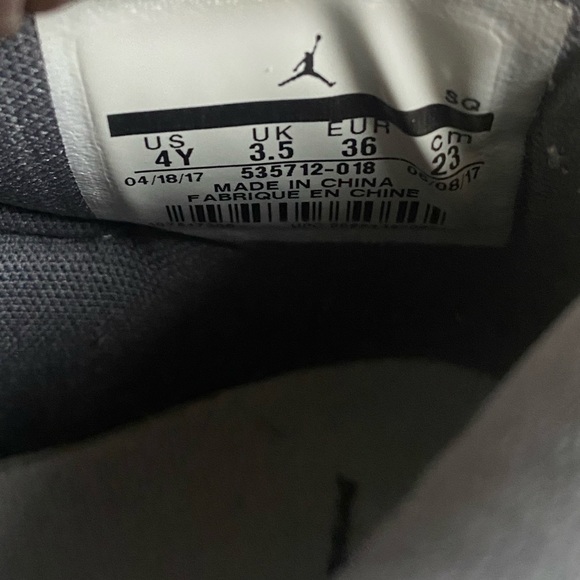 SQ
US UK EUR cm
4Y 3.5 36 23
04/18/17 535712-018 06/08/17
MADE IN CHINA
FABRIQUE EN CHINE